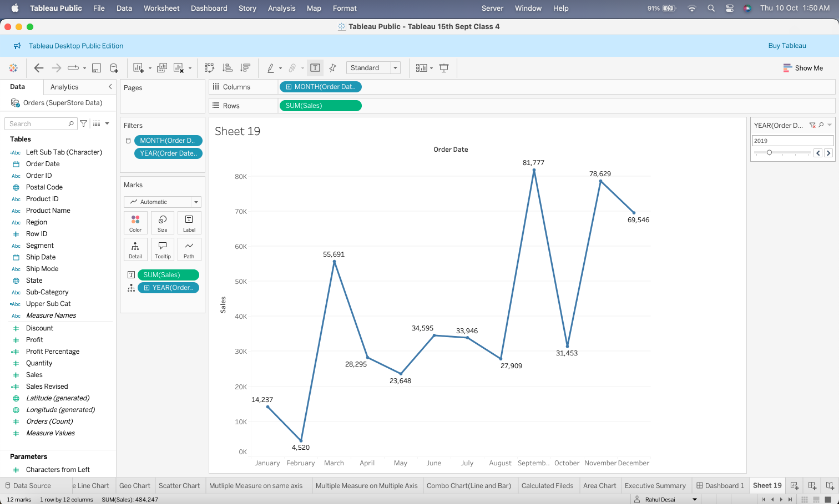 Tableau Public File Data Worksheet Dashboard Story Analysis Map Format Server Window Help 91% Thu 10 Oct 1:50 AM
Tableau Public - Tableau 15th Sept Class 4
Tableau Desktop Public Edition Buy Tableau
Standard Show Me
Data Analytics Pages Columns MONTH(Order Dat..
Orders (SuperStore Data) Rows SUM(Sales)
Search
Tables
Abc Left Sub Tab (Character)
Order Date
Abc Order ID
Postal Code
Abc Product ID
Abc Product Name
Abc Region
# Row ID
Abc Segment
Ship Date
Abc Ship Mode
State
Abc Sub-Category
Abc Upper Sub Cat
Abc Measure Names
# Discount
# Profit
# Profit Percentage
# Quantity
# Sales
# Sales Revised
Latitude (generated)
Longitude (generated)
# Orders (Count)
# Measure Values
Parameters
# Characters from Left
Filters
MONTH(Order D..
YEAR(Order Date..
Marks
Automatic
Color Size Label
Detail Tooltip Path
SUM(Sales)
YEAR(Order..
Sheet 19
Order Date
Sales
80K
70K
60K
50K
40K
30K
20K
10K
0K
14,237
4,520
55,691
28,295
23,648
34,595
33,946
27,909
81,777
31,453
78,629
69,546
January February March April May June July August Septemb.. October November December
YEAR(Order D...
2019
Data Source e Line Chart Geo Chart Scatter Chart Mutliple Measure on same axis Multiple Measure on Multiple Axis Combo Chart(Line and Bar) Calculated Fileds Area Chart Executive Summary Dashboard 1 Sheet 19
12 marks 1 row by 12 columns SUM(Sales): 484,247 Rahul Desai